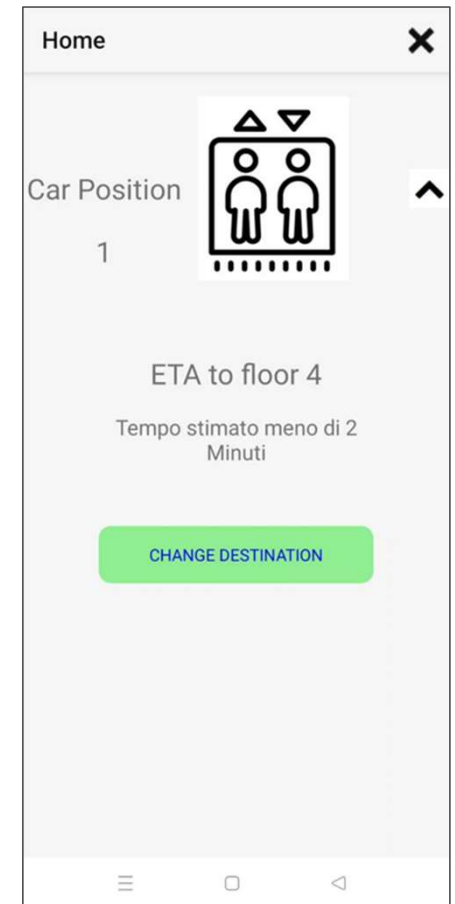 Home
Car Position
1
ETA to floor 4
Tempo stimato meno di 2
Minuti
CHANGE DESTINATION